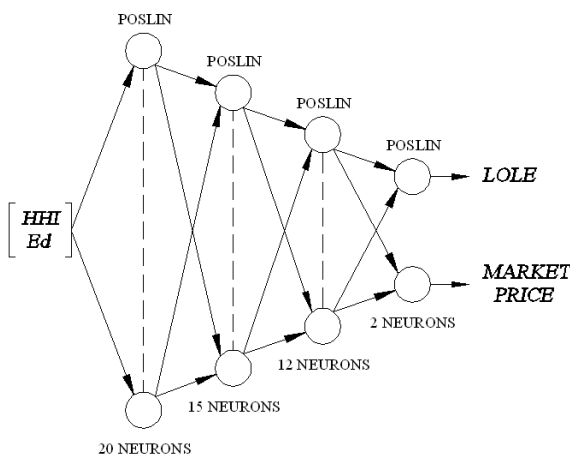 POSLIN
POSLIN
POSLIN
POSLIN
LOLE
HHI
Ed
MARKET
PRICE
2 NEURONS
12 NEURONS
15 NEURONS
20 NEURONS